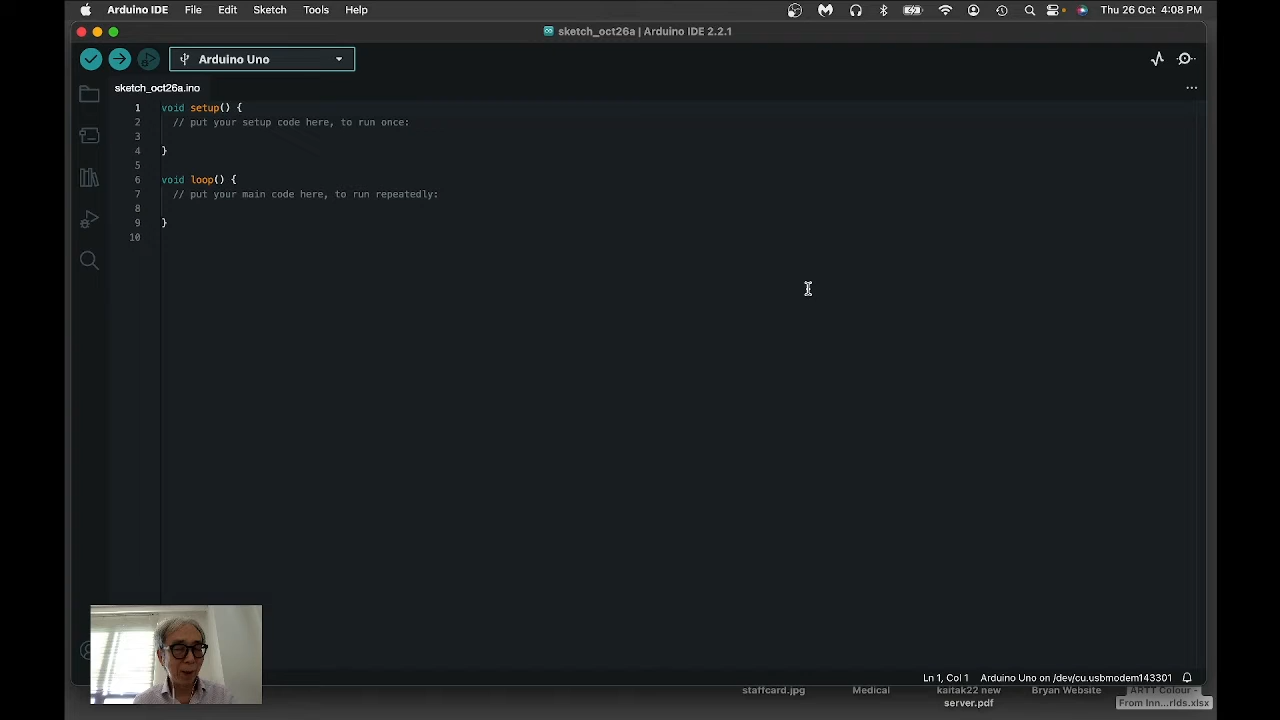 Arduino IDE File Edit Sketch Tools Help Thu 26 Oct 4:08 PM
sketch_oct26a | Arduino IDE 2.2.1
Arduino Uno
sketch_oct26a.ino
1 void setup() {
2 // put your setup code here, to run once:
3
4 }
5
6 void loop() {
7 // put your main code here, to run repeatedly:
8
9 }
10
Ln 1, Col 1 Arduino Uno on /dev/cu.usbmodem143301
staffcard.jpg Medical kaitak22 new Bryan Website ARTT Colour -
server.pdf From Inn...rlds.xlsx